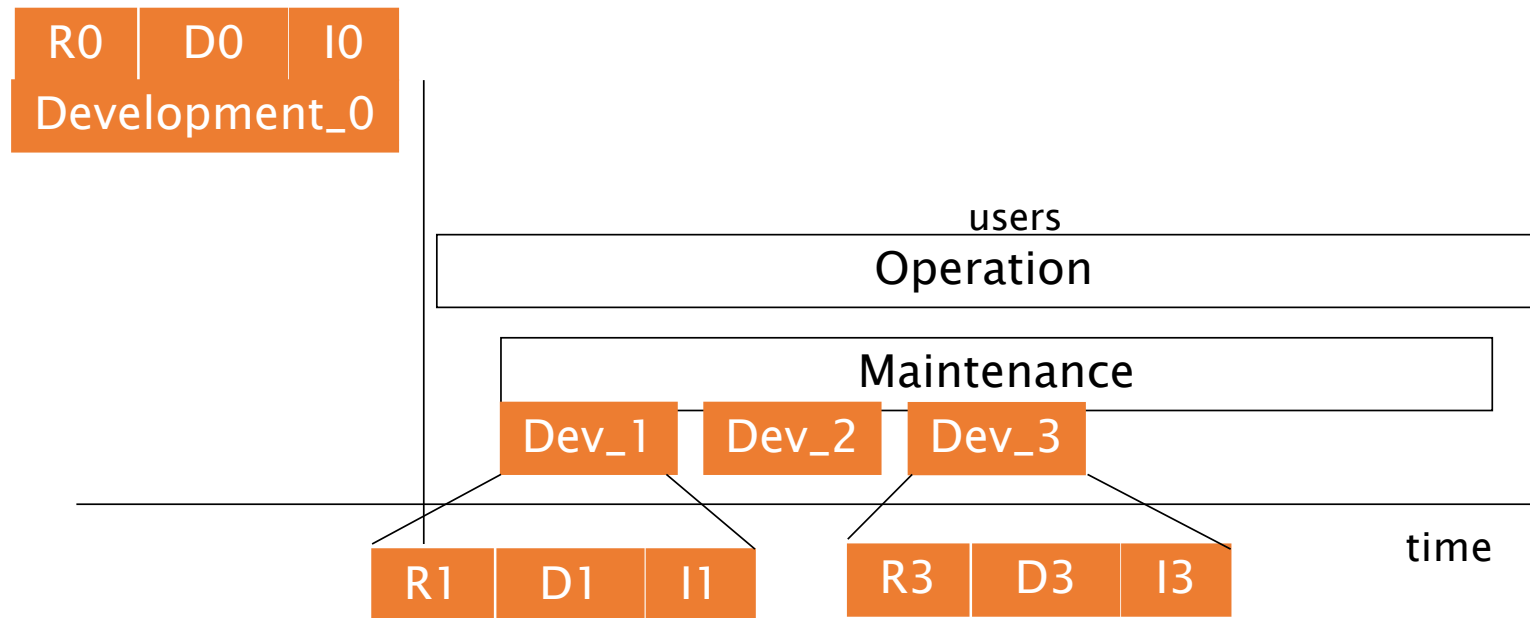 R0 D0 I0
Development_0
users
Operation
Maintenance
Dev_1 Dev_2 Dev_3
time
R1 D1 I1 R3 D3 I3